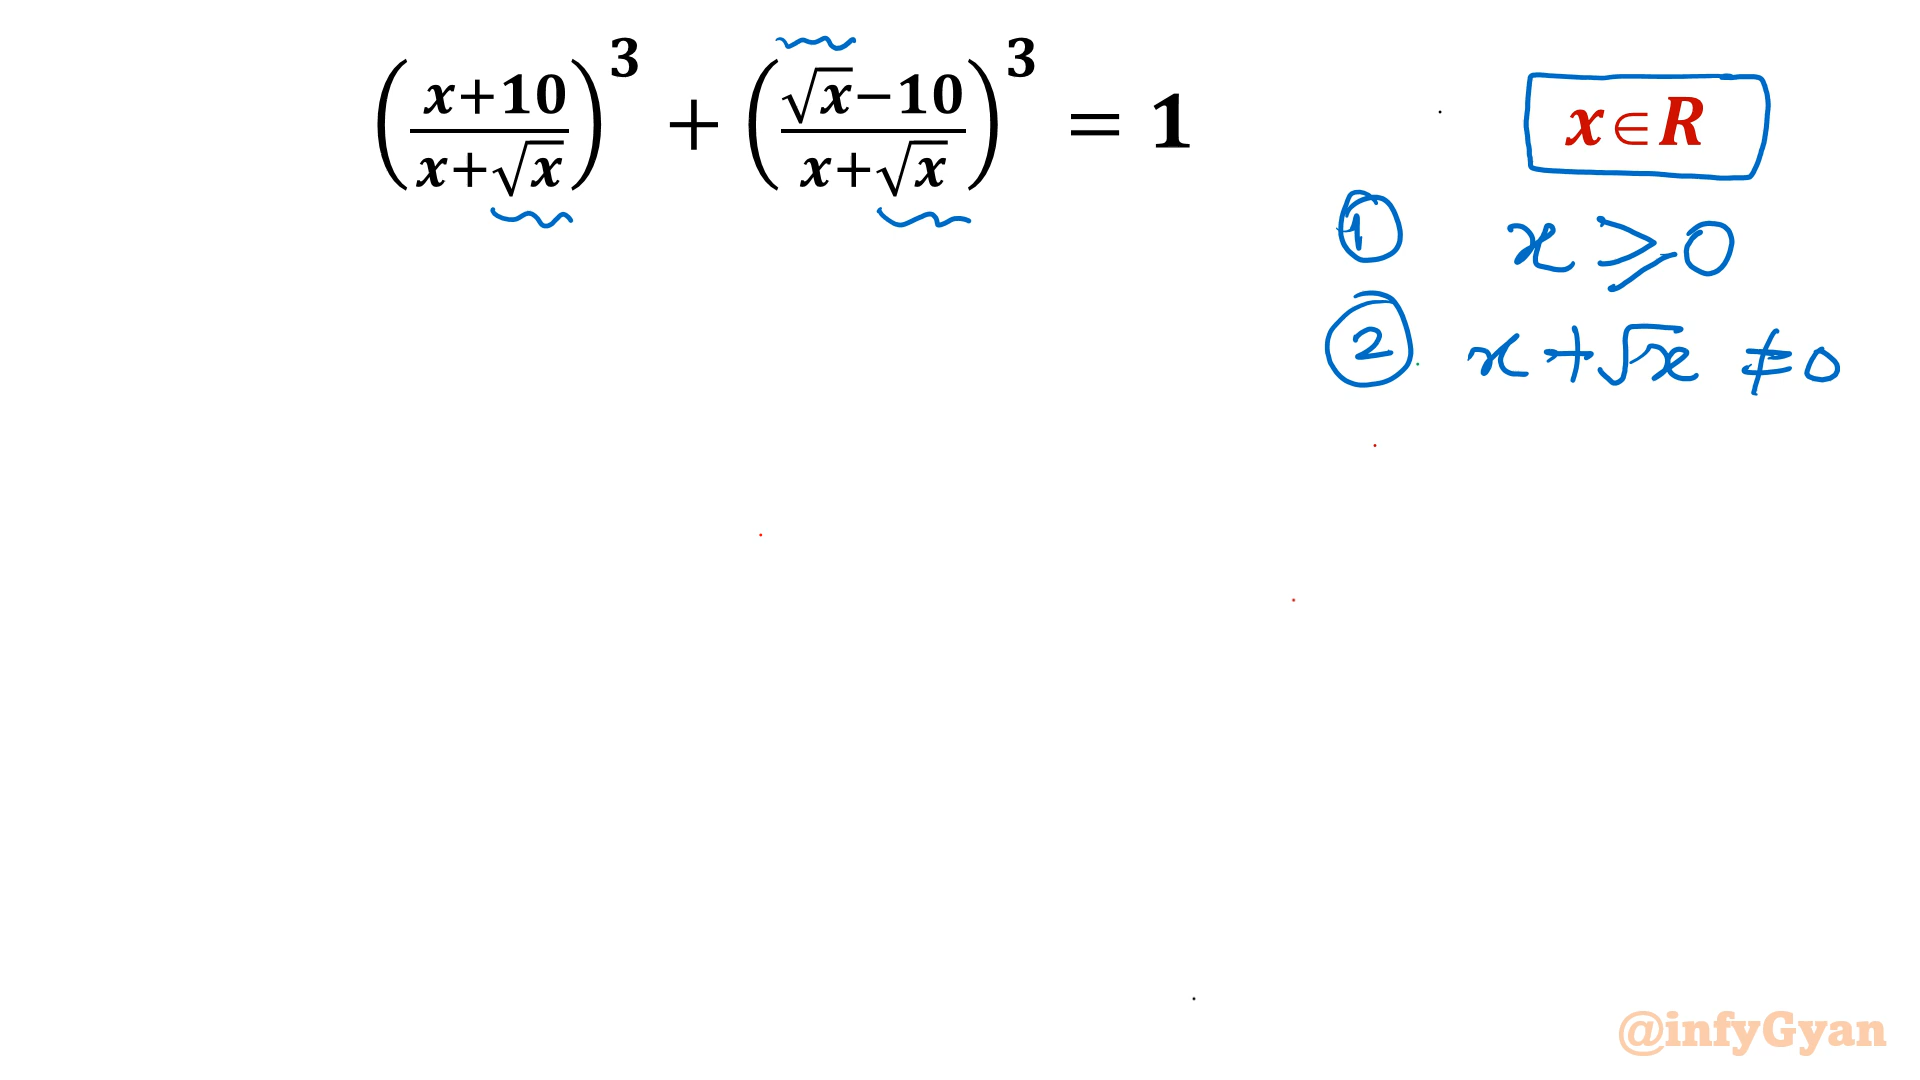 ((x+10)/(x+√x))³ + ((√x−10)/(x+√x))³ = 1
x∈R
① x ⩾ 0
② x + √x ≠ 0
@infyGyan